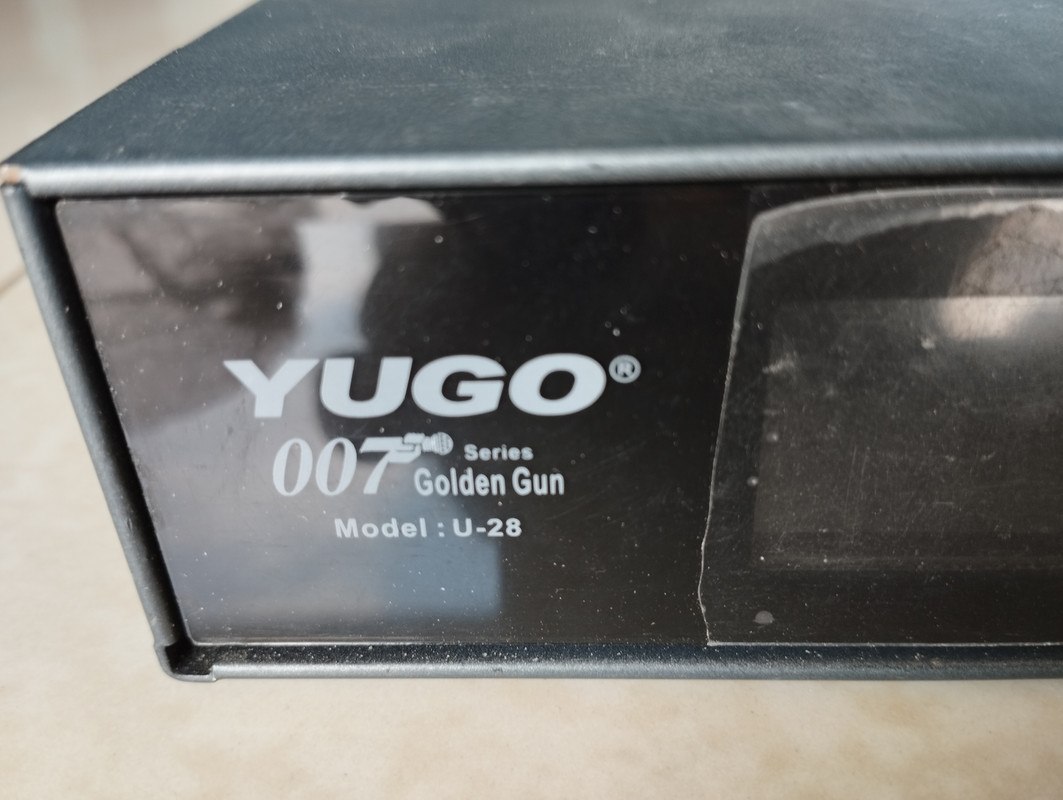 YUGO®
007 Series
Golden Gun
Model : U-28